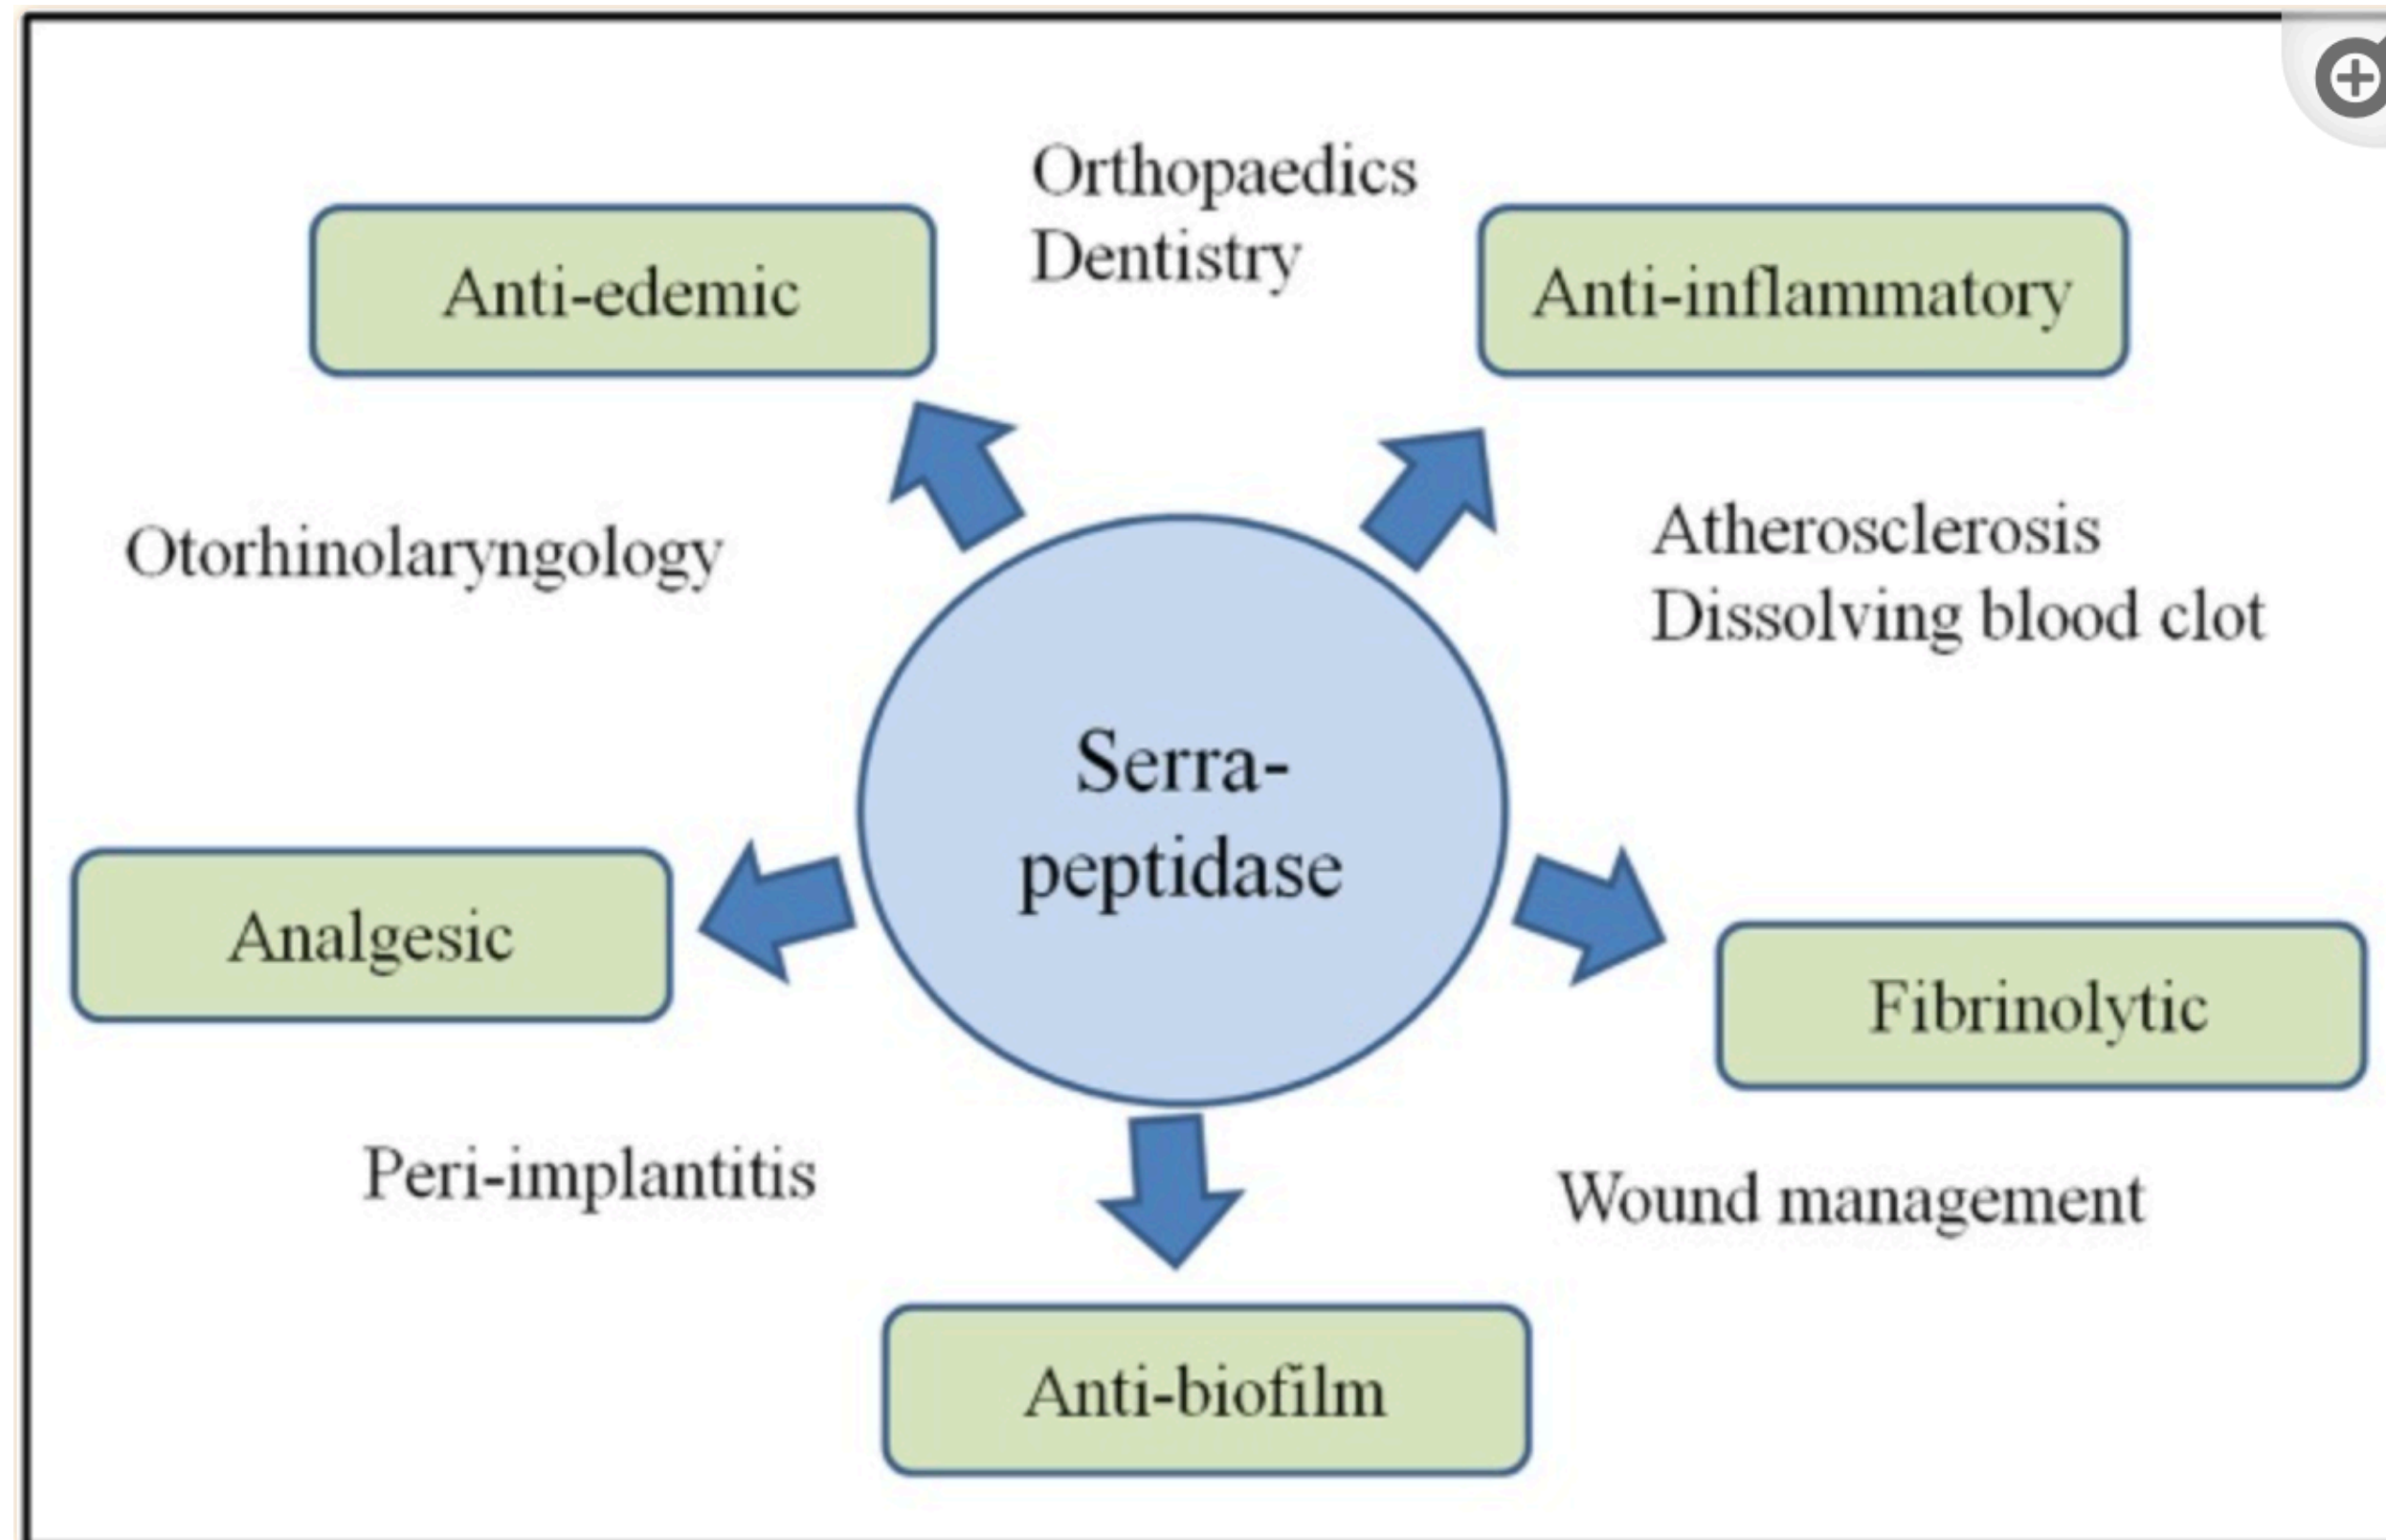 Orthopaedics
Dentistry
Anti-edemic
Anti-inflammatory
Otorhinolaryngology
Atherosclerosis
Dissolving blood clot
Serra-
peptidase
Analgesic
Fibrinolytic
Peri-implantitis
Wound management
Anti-biofilm